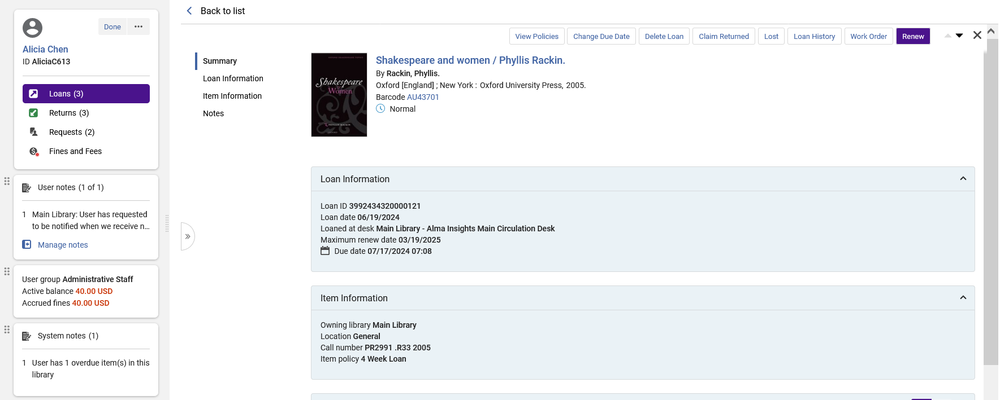 Back to list
Done
Alicia Chen
ID AliciaC613
Loans (3)
Returns (3)
Requests (2)
Fines and Fees
User notes (1 of 1)
1 Main Library: User has requested
to be notified when we receive n...
Manage notes
User group Administrative Staff
Active balance 40.00 USD
Accrued fines 40.00 USD
System notes (1)
1 User has 1 overdue item(s) in this
library
View Policies Change Due Date Delete Loan Claim Returned Lost Loan History Work Order Renew
Summary
Loan Information
Item Information
Notes
OXFORD SHAKESPEARE TOPICS
Shakespeare
Women
PHYLLIS RACKIN
Shakespeare and women / Phyllis Rackin.
By Rackin, Phyllis.
Oxford [England] ; New York : Oxford University Press, 2005.
Barcode AU43701
Normal
Loan Information
Loan ID 3992434320000121
Loan date 06/19/2024
Loaned at desk Main Library - Alma Insights Main Circulation Desk
Maximum renew date 03/19/2025
Due date 07/17/2024 07:08
Item Information
Owning library Main Library
Location General
Call number PR2991 .R33 2005
Item policy 4 Week Loan